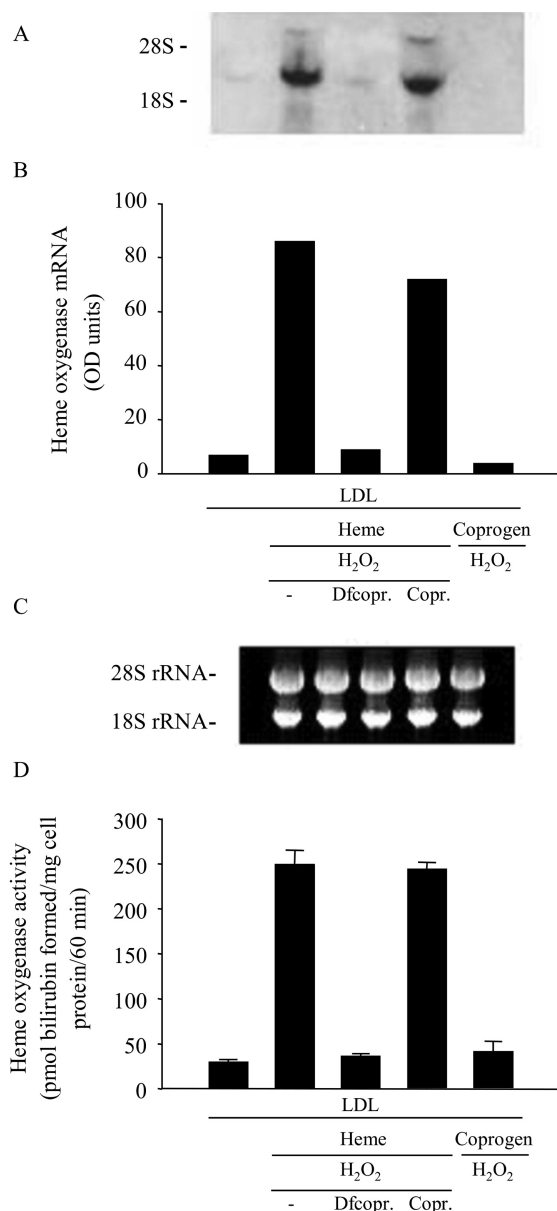 A
28S -
18S -
B
Heme oxygenase mRNA
(OD units)
100
80
60
40
20
0
LDL
Heme
Coprogen
H₂O₂
H₂O₂
-
Dfcopr.
Copr.
C
28S rRNA-
18S rRNA-
D
Heme oxygenase activity
(pmol bilirubin formed/mg cell
protein/60 min)
300
250
200
150
100
50
0
LDL
Heme
Coprogen
H₂O₂
H₂O₂
-
Dfcopr.
Copr.